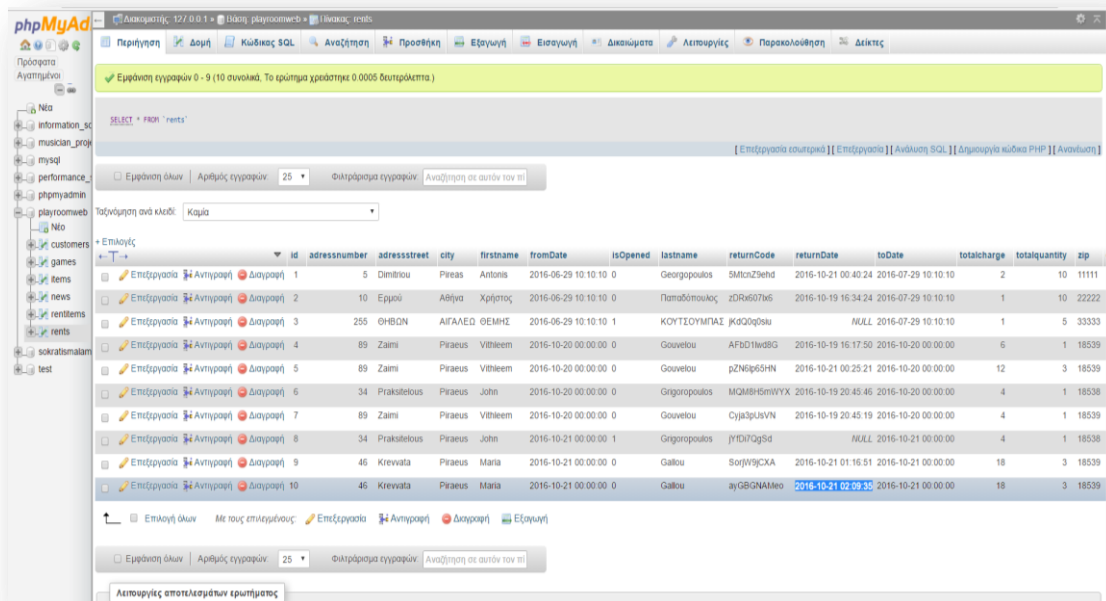 phpMyAd
Διακομιστής: 127.0.0.1 » Βάση: playroomweb » Πίνακας: rents
Περιήγηση Δομή Κώδικας SQL Αναζήτηση Προσθήκη Εξαγωγή Εισαγωγή Δικαιώματα Λειτουργίες Παρακολούθηση Δείκτες
Πρόσφατα
Αγαπημένοι
Νέα
information_sc
musician_proje
mysql
performance_s
phpmyadmin
playroomweb
Νέο
customers
games
items
news
rentitems
rents
sokratismalam
test
Εμφάνιση εγγραφών 0 - 9 (10 συνολικά, Το ερώτημα χρειάστηκε 0.0005 δευτερόλεπτα.)
SELECT * FROM `rents`
[ Επεξεργασία εσωτερικά ] [ Επεξεργασία ] [ Ανάλυση SQL ] [ Δημιουργία κώδικα PHP ] [ Ανανέωση ]
Εμφάνιση όλων Αριθμός εγγραφών: 25 Φιλτράρισμα εγγραφών: Αναζήτηση σε αυτόν τον πί
Ταξινόμηση ανά κλειδί: Καμία
+ Επιλογές
←T→ id adressnumber adressstreet city firstname fromDate isOpened lastname returnCode returnDate toDate totalcharge totalquantity zip
Επεξεργασία Αντιγραφή Διαγραφή 1 5 Dimitriou Pireas Antonis 2016-06-29 10:10:10 0 Georgopoulos 5MtcnZ9ehd 2016-10-21 00:40:24 2016-07-29 10:10:10 2 10 11111
Επεξεργασία Αντιγραφή Διαγραφή 2 10 Ερμού Αθήνα Χρήστος 2016-06-29 10:10:10 0 Παπαδόπουλος zDRx607Ix6 2016-10-19 16:34:24 2016-07-29 10:10:10 1 10 22222
Επεξεργασία Αντιγραφή Διαγραφή 3 255 ΘΗΒΩΝ ΑΙΓΑΛΕΩ ΘΕΜΗΣ 2016-06-29 10:10:10 1 ΚΟΥΤΣΟΥΜΠΑΣ jKdQ0q0siu NULL 2016-07-29 10:10:10 1 5 33333
Επεξεργασία Αντιγραφή Διαγραφή 4 89 Zaimi Piraeus Vithleem 2016-10-20 00:00:00 0 Gouvelou AFbD1lwd8G 2016-10-19 16:17:50 2016-10-20 00:00:00 6 1 18539
Επεξεργασία Αντιγραφή Διαγραφή 5 89 Zaimi Piraeus Vithleem 2016-10-20 00:00:00 0 Gouvelou pZN6Ip65HN 2016-10-21 00:25:21 2016-10-20 00:00:00 12 3 18539
Επεξεργασία Αντιγραφή Διαγραφή 6 34 Praksitelous Piraeus John 2016-10-20 00:00:00 0 Grigoropoulos MQM8H5mWYX 2016-10-19 20:45:46 2016-10-20 00:00:00 4 1 18538
Επεξεργασία Αντιγραφή Διαγραφή 7 89 Zaimi Piraeus Vithleem 2016-10-20 00:00:00 0 Gouvelou Cyja3pUsVN 2016-10-19 20:45:19 2016-10-20 00:00:00 4 1 18539
Επεξεργασία Αντιγραφή Διαγραφή 8 34 Praksitelous Piraeus John 2016-10-21 00:00:00 1 Grigoropoulos jYfDi7QgSd NULL 2016-10-21 00:00:00 4 1 18538
Επεξεργασία Αντιγραφή Διαγραφή 9 46 Krevvata Piraeus Maria 2016-10-21 00:00:00 0 Gallou SorjW9jCXA 2016-10-21 01:16:51 2016-10-21 00:00:00 18 3 18539
Επεξεργασία Αντιγραφή Διαγραφή 10 46 Krevvata Piraeus Maria 2016-10-21 00:00:00 0 Gallou ayGBGNAMeo 2016-10-21 02:09:35 2016-10-21 00:00:00 18 3 18539
Επιλογή όλων Με τους επιλεγμένους: Επεξεργασία Αντιγραφή Διαγραφή Εξαγωγή
Εμφάνιση όλων Αριθμός εγγραφών: 25 Φιλτράρισμα εγγραφών: Αναζήτηση σε αυτόν τον πί
Λειτουργίες αποτελεσμάτων ερωτήματος